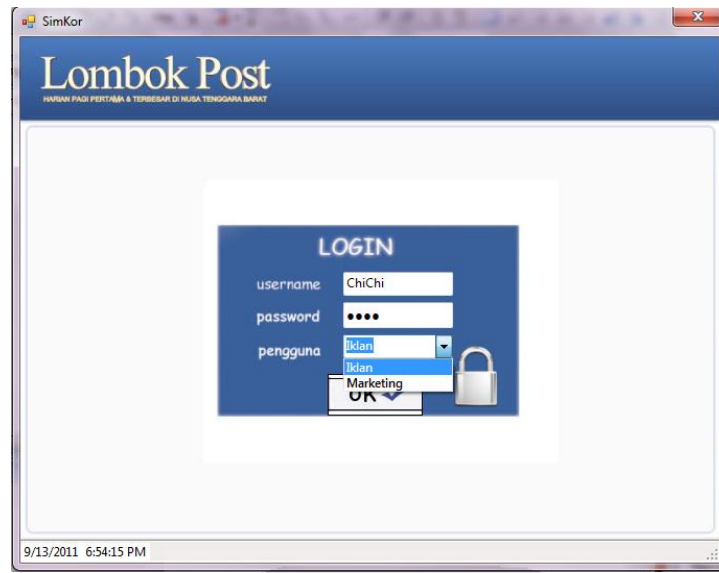 SimKor
Lombok Post
HARIAN PAGI PERTAMA & TERBESAR DI NUSA TENGGARA BARAT
LOGIN
username ChiChi
password ••••
pengguna Iklan
Iklan
Marketing
OK
9/13/2011 6:54:15 PM